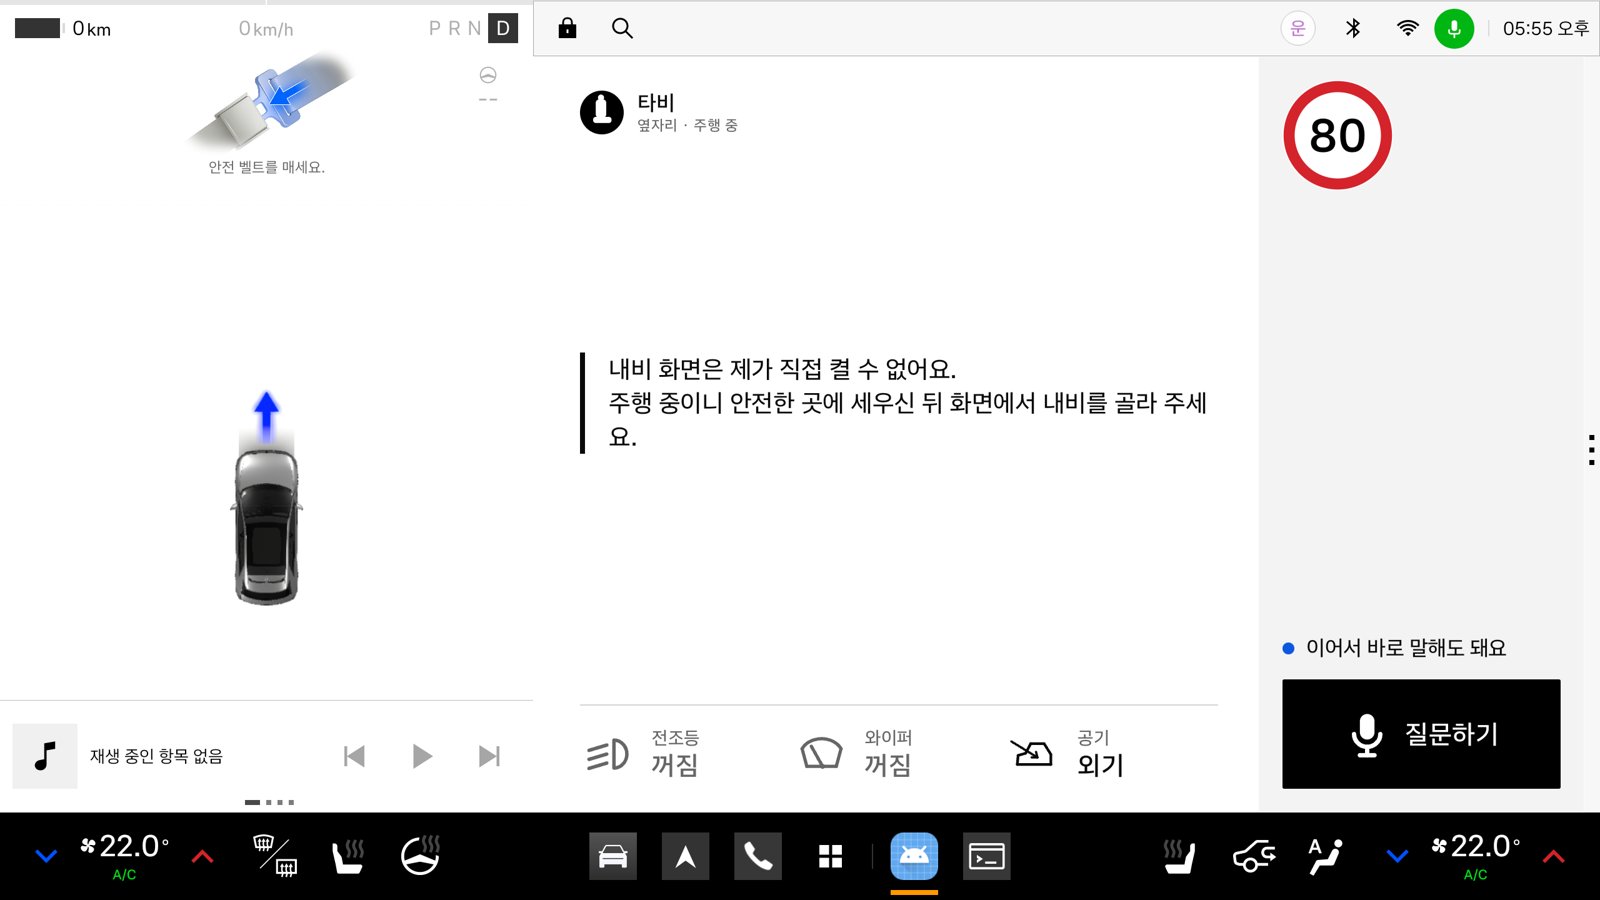 0 km
0 km/h
P R N D
안전 벨트를 매세요.
--
재생 중인 항목 없음
운
05:55 오후
타비
옆자리 · 주행 중
내비 화면은 제가 직접 켤 수 없어요.
주행 중이니 안전한 곳에 세우신 뒤 화면에서 내비를 골라 주세
요.
전조등
꺼짐
와이퍼
꺼짐
공기
외기
80
이어서 바로 말해도 돼요
질문하기
22.0°
A/C
A
22.0°
A/C